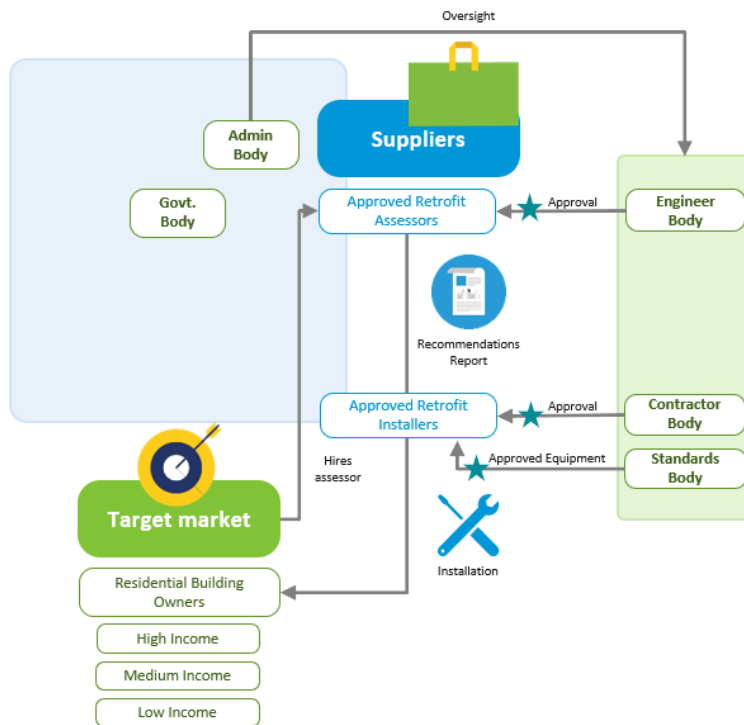 Oversight
Admin
Body
Suppliers
Govt.
Body
Approved Retrofit
Assessors
Approval
Engineer
Body
Recommendations
Report
Approved Retrofit
Installers
Approval
Contractor
Body
Hires
assessor
Approved Equipment
Standards
Body
Target market
Installation
Residential Building
Owners
High Income
Medium Income
Low Income